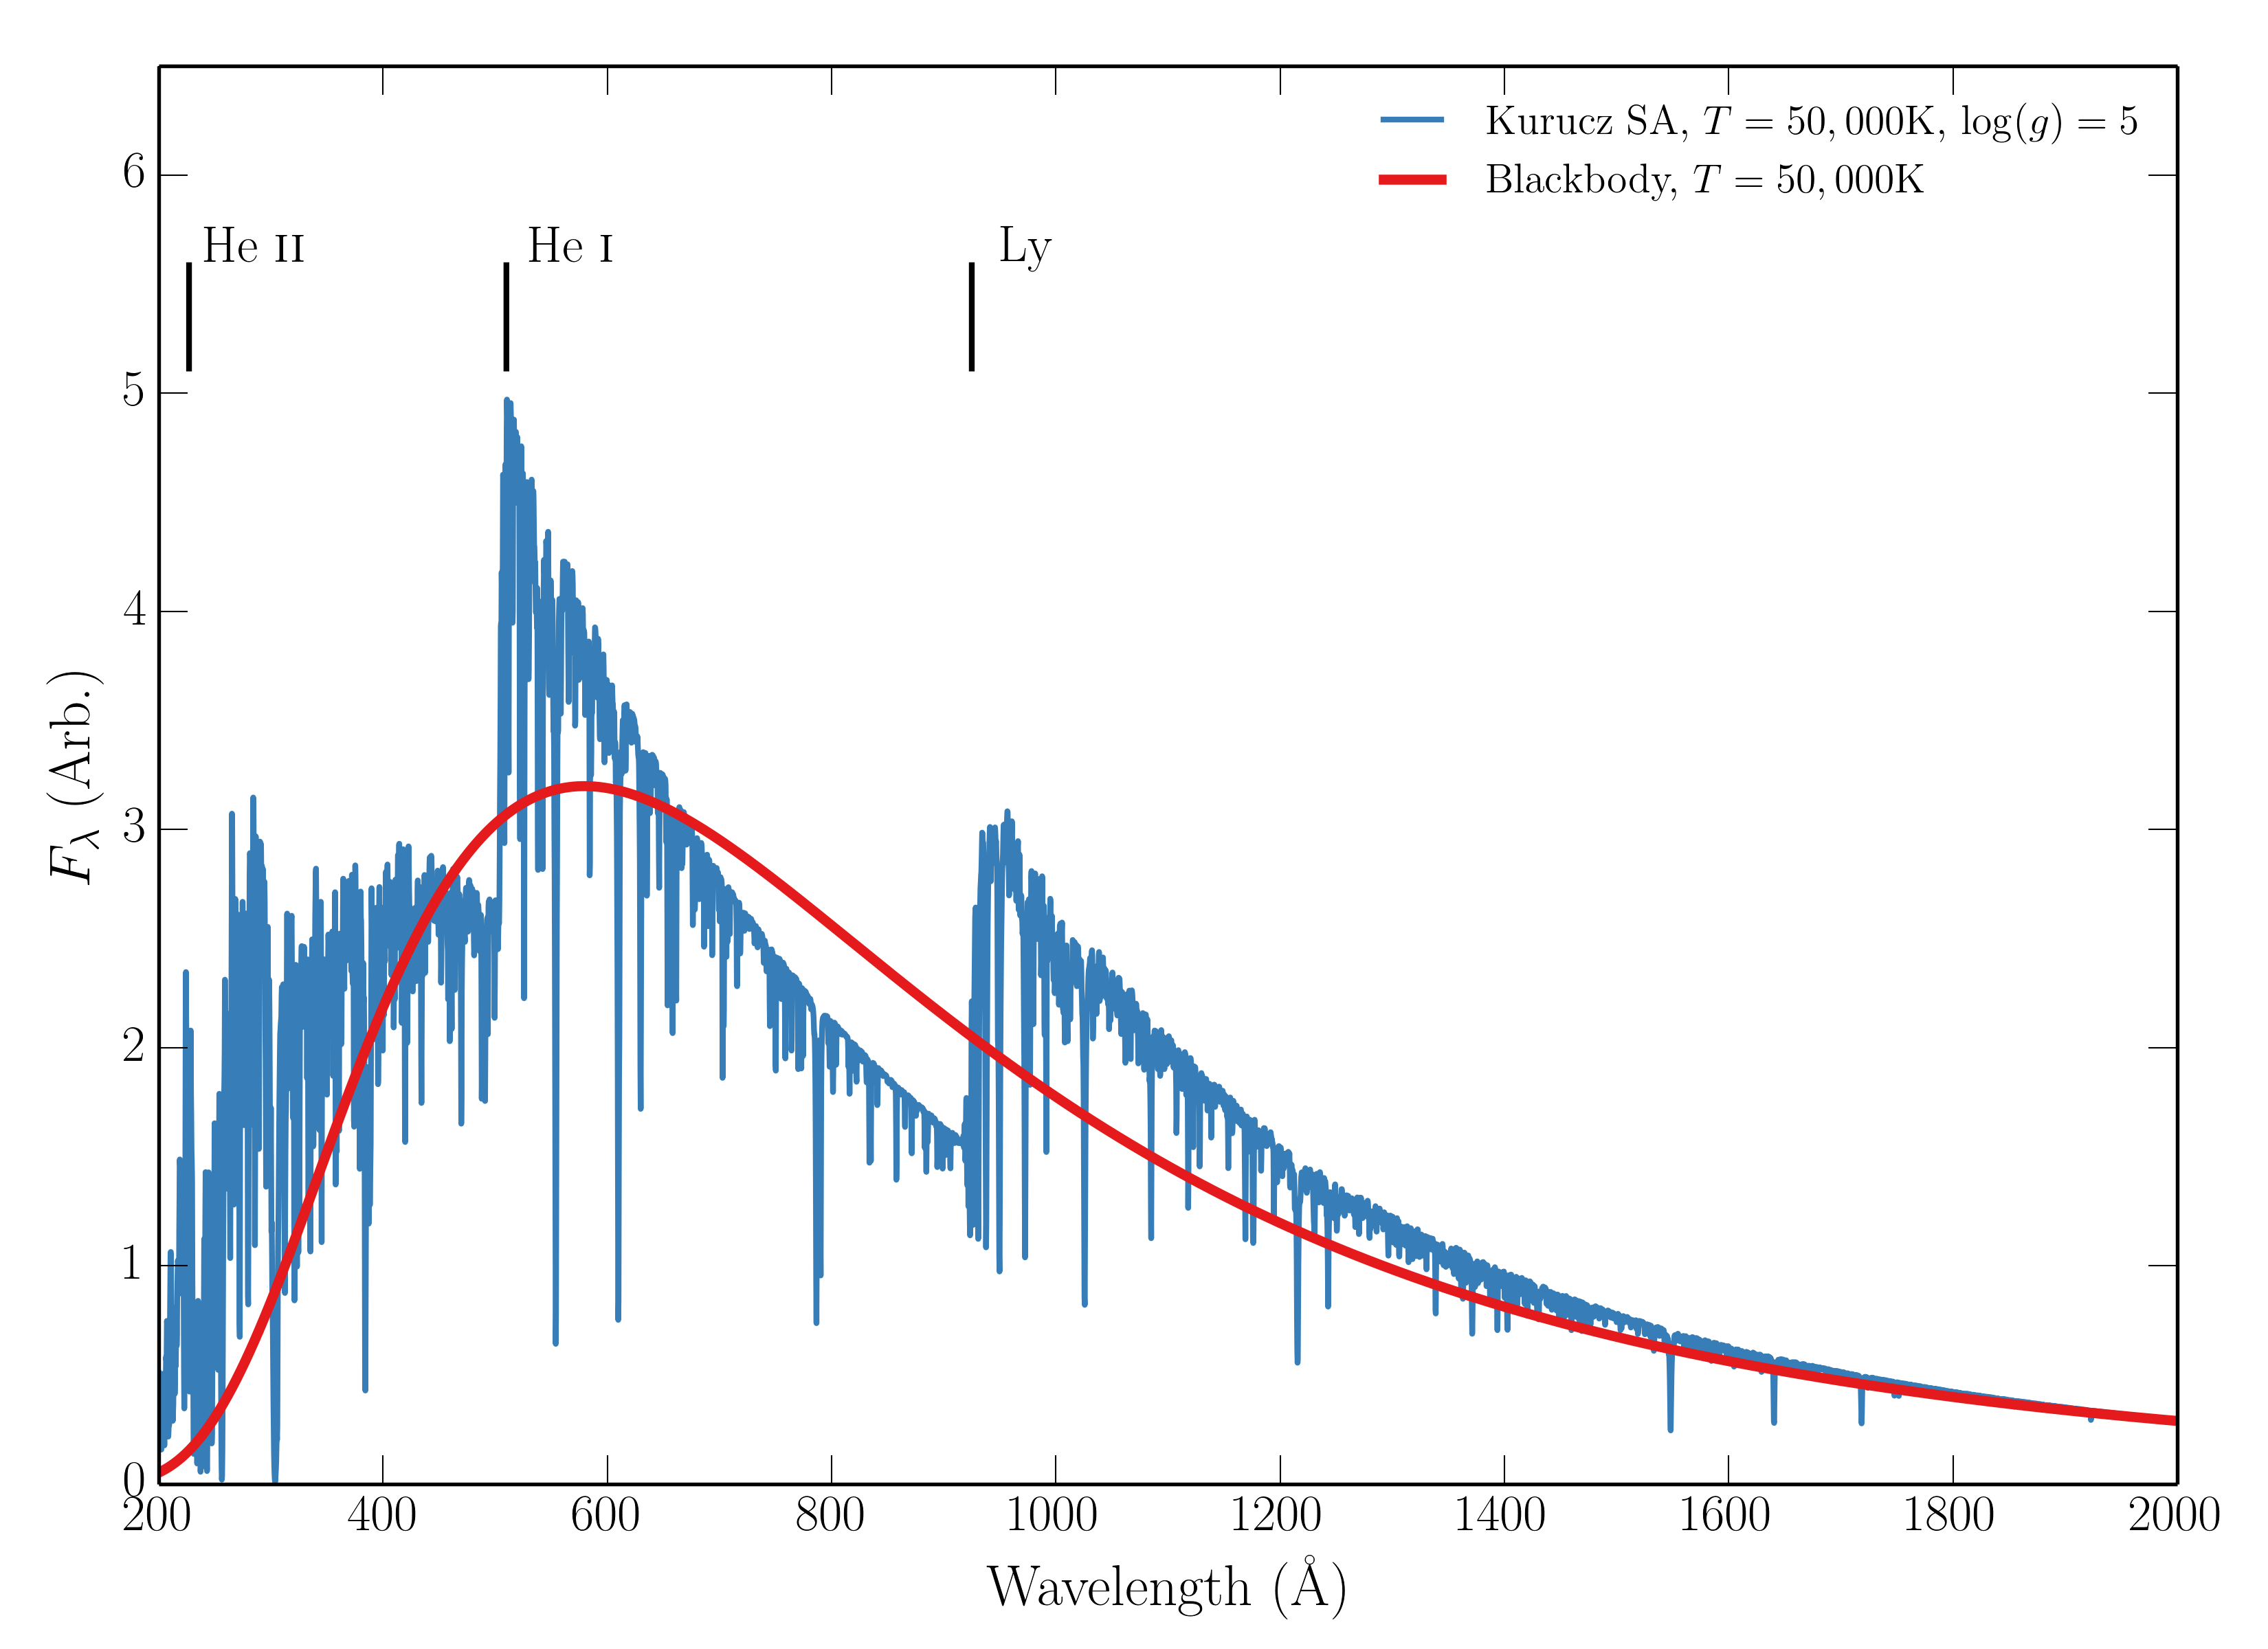 Kurucz SA, T = 50,000K, log(g) = 5
Blackbody, T = 50,000K
He II
He I
Ly
6
5
4
3
2
1
0
F_λ (Arb.)
200 400 600 800 1000 1200 1400 1600 1800 2000
Wavelength (Å)